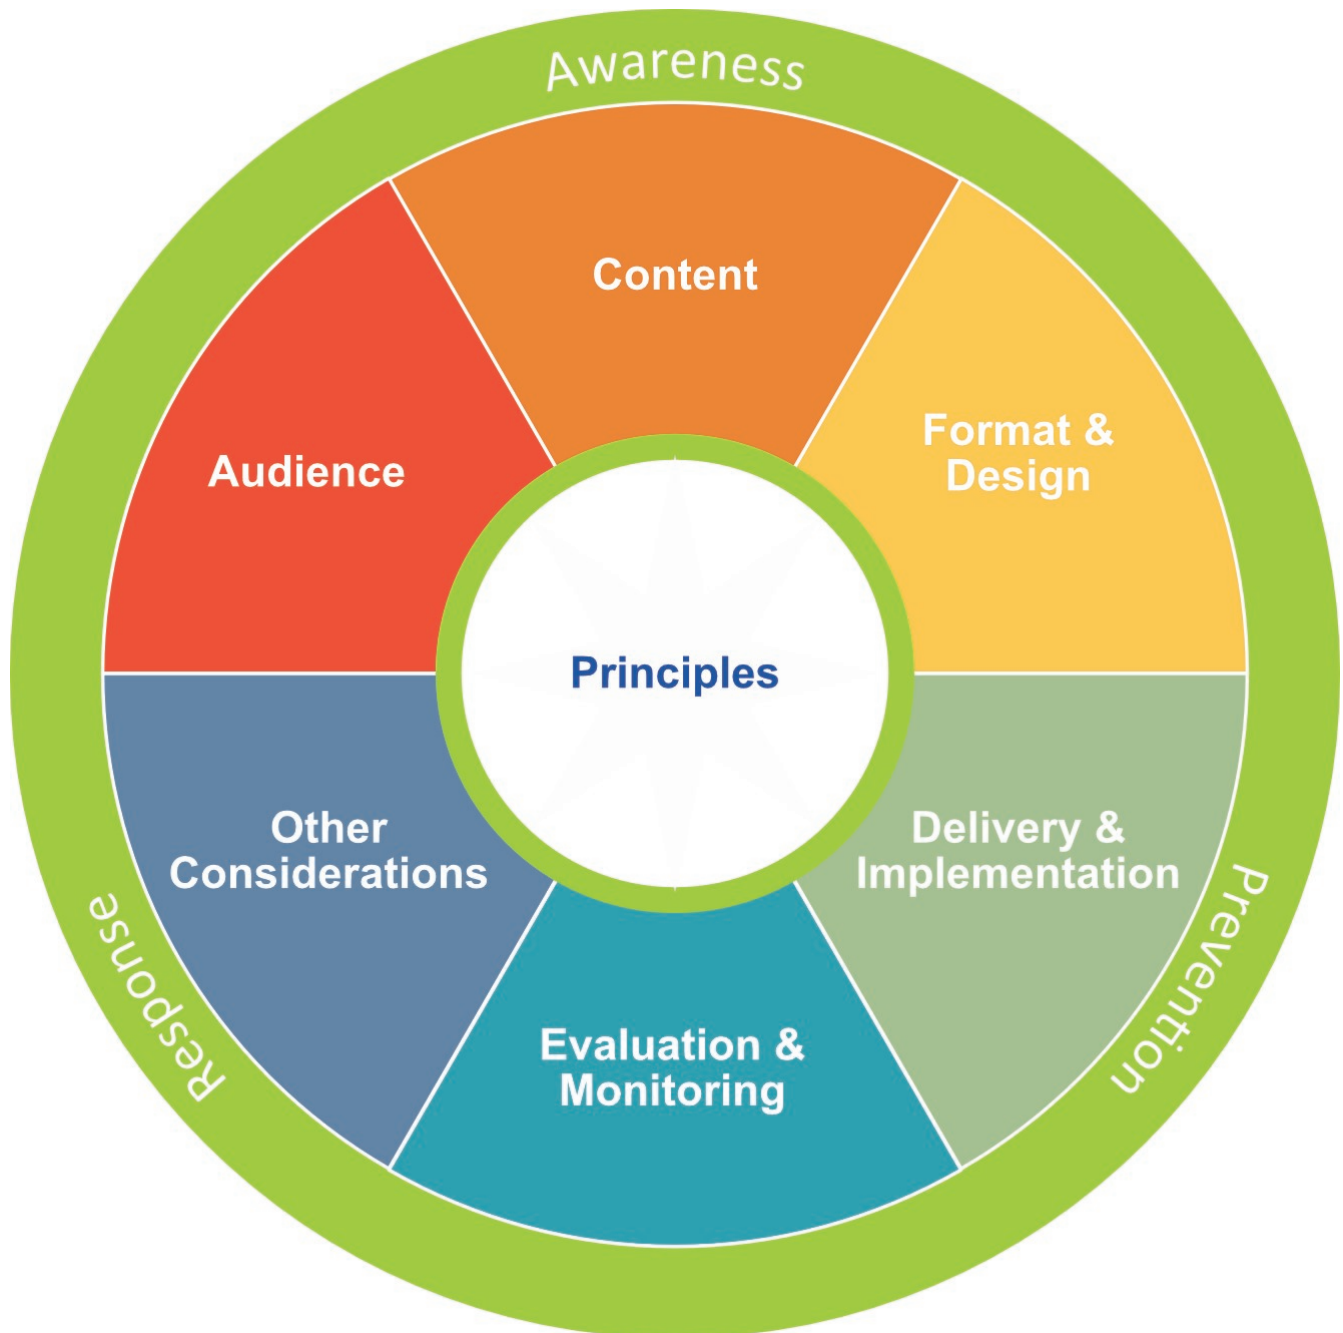 Awareness
Content
Format &
Design
Audience
Principles
Other
Considerations
Delivery &
Implementation
Evaluation &
Monitoring
Response
Prevention